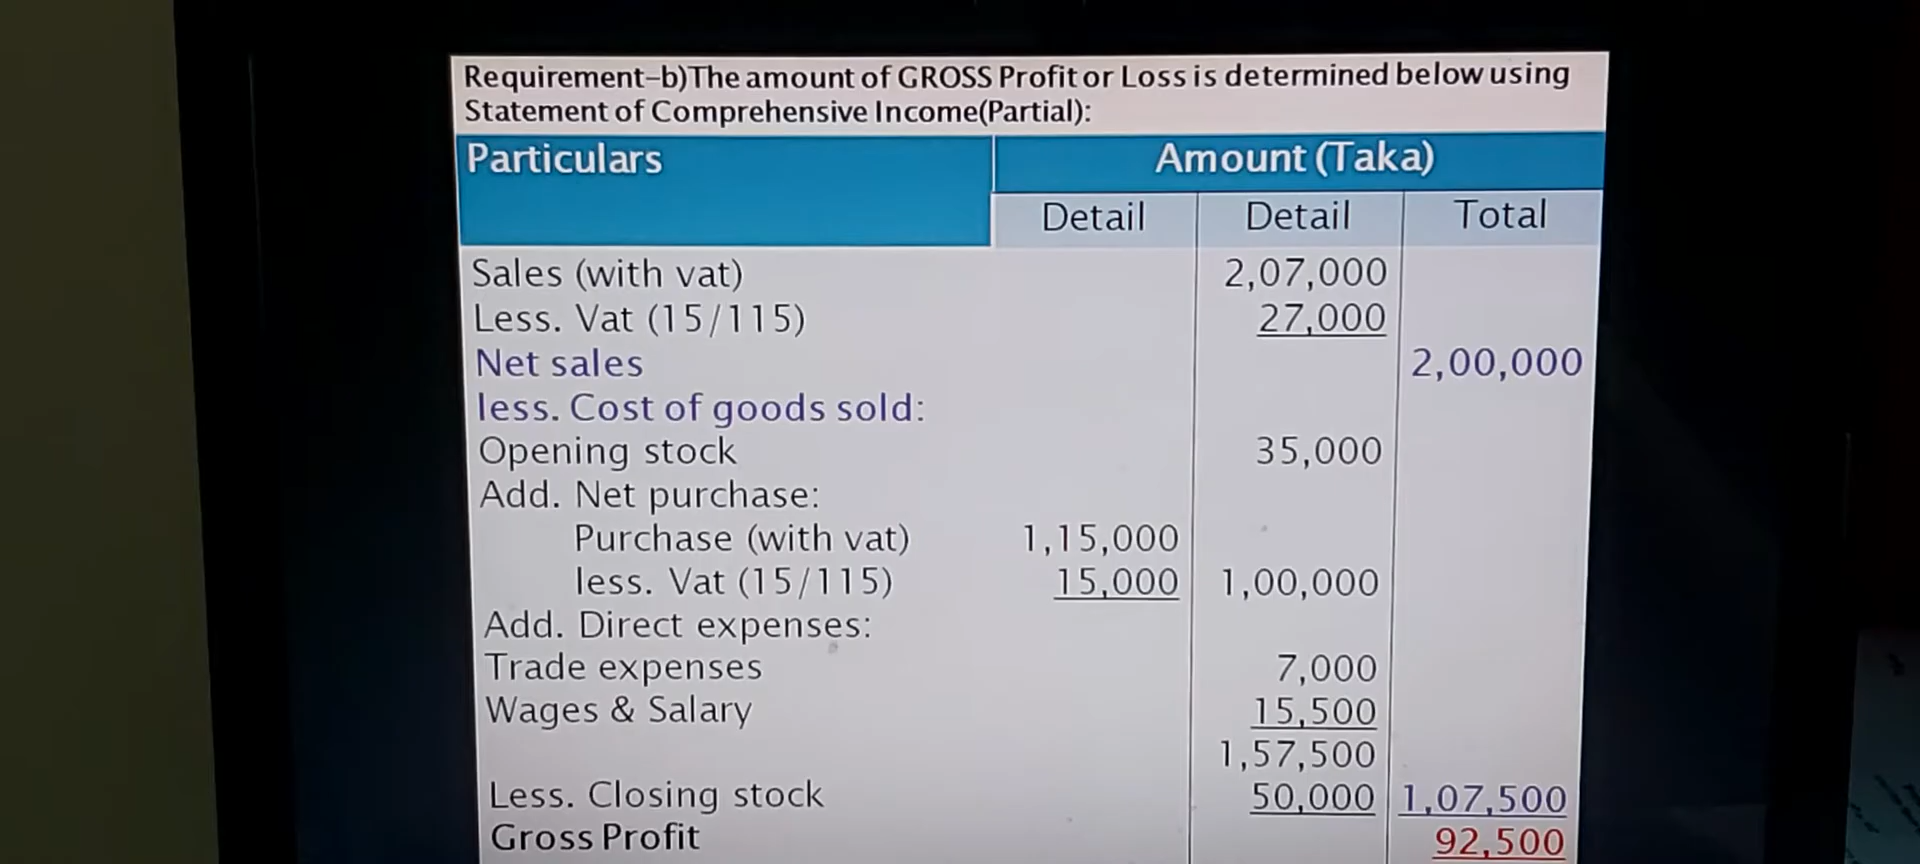 Requirement-b)The amount of GROSS Profit or Loss is determined below using
Statement of Comprehensive Income(Partial):
Particulars Amount (Taka)
Detail Detail Total
Sales (with vat) 2,07,000
Less. Vat (15/115) 27,000
Net sales 2,00,000
less. Cost of goods sold:
Opening stock 35,000
Add. Net purchase:
Purchase (with vat) 1,15,000
less. Vat (15/115) 15,000 1,00,000
Add. Direct expenses:
Trade expenses 7,000
Wages & Salary 15,500
1,57,500
Less. Closing stock 50,000 1,07,500
Gross Profit 92,500